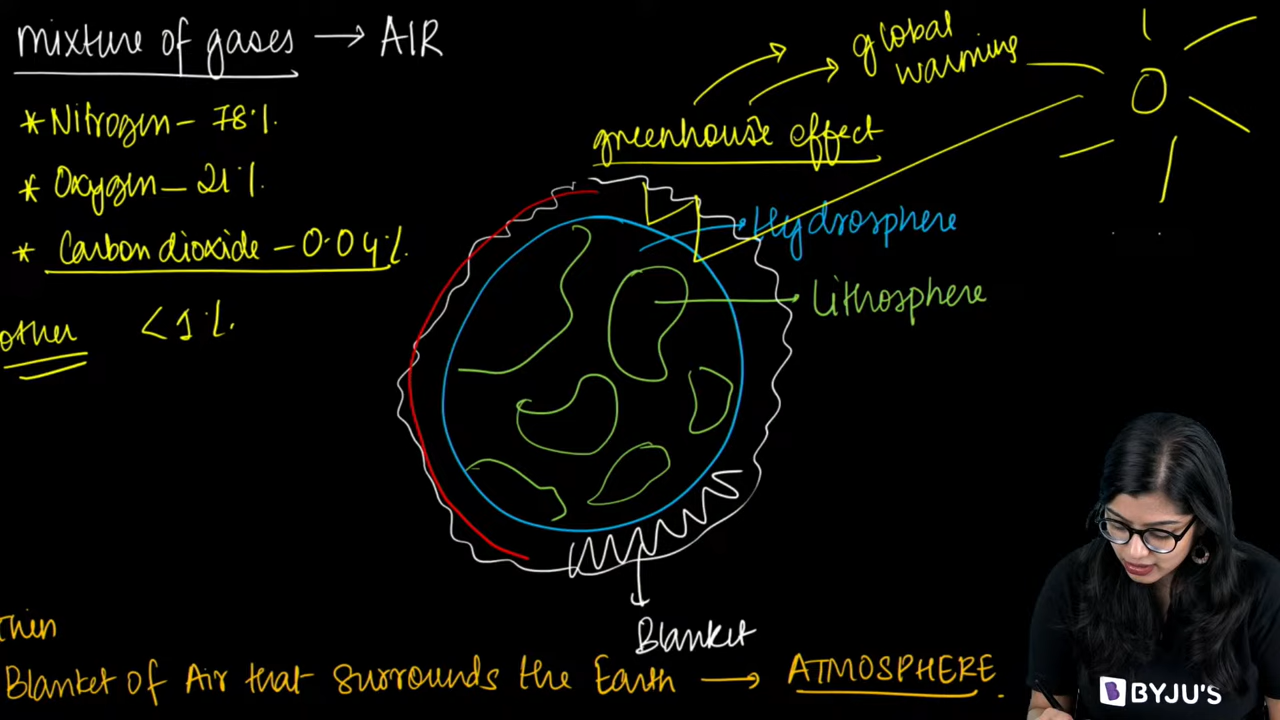 mixture of gases → AIR
* Nitrogen - 78%
* Oxygen - 21%
* Carbon dioxide - 0.04%.
other <1%.
global
warming
greenhouse effect
Hydrosphere
Lithosphere
Blanket
thin
Blanket of Air that surrounds the Earth → ATMOSPHERE.
B BYJU'S